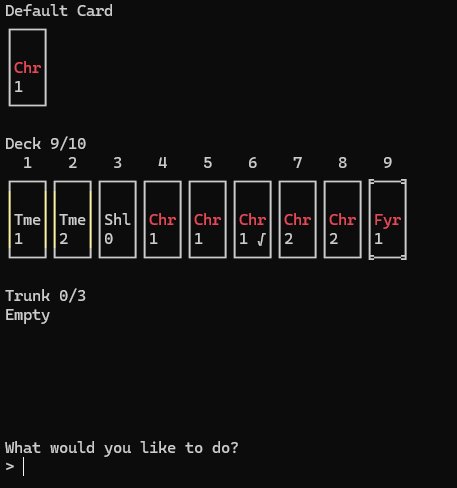 Default Card
Chr
1
Deck 9/10
1 2 3 4 5 6 7 8 9
Tme Tme Shl Chr Chr Chr Chr Chr Fyr
1 2 0 1 1 1 √ 2 2 1
Trunk 0/3
Empty
What would you like to do?
>